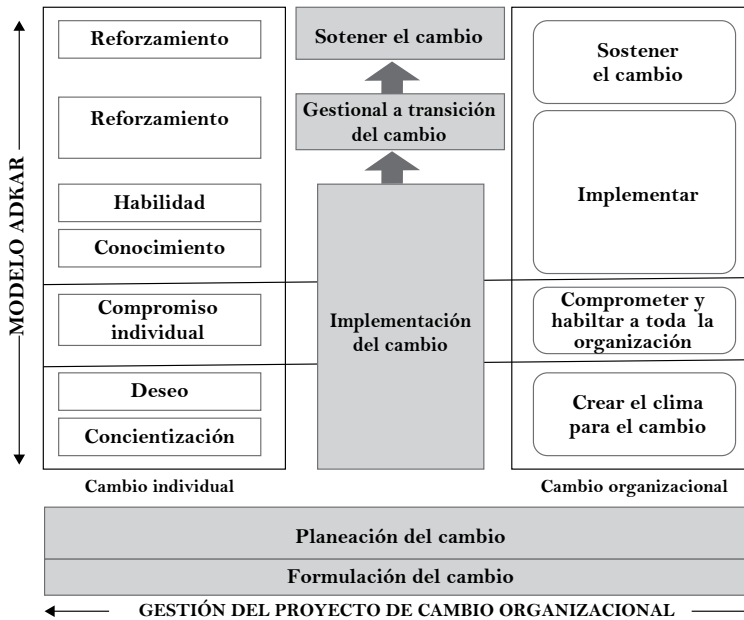 MODELO ADKAR
Reforzamiento
Reforzamiento
Habilidad
Conocimiento
Compromiso
individual
Deseo
Concientización
Cambio individual
Sotener el cambio
Gestional a transición
del cambio
Implementación
del cambio
Sostener
el cambio
Implementar
Comprometer y
habiltar a toda la
organización
Crear el clima
para el cambio
Cambio organizacional
Planeación del cambio
Formulación del cambio
GESTIÓN DEL PROYECTO DE CAMBIO ORGANIZACIONAL